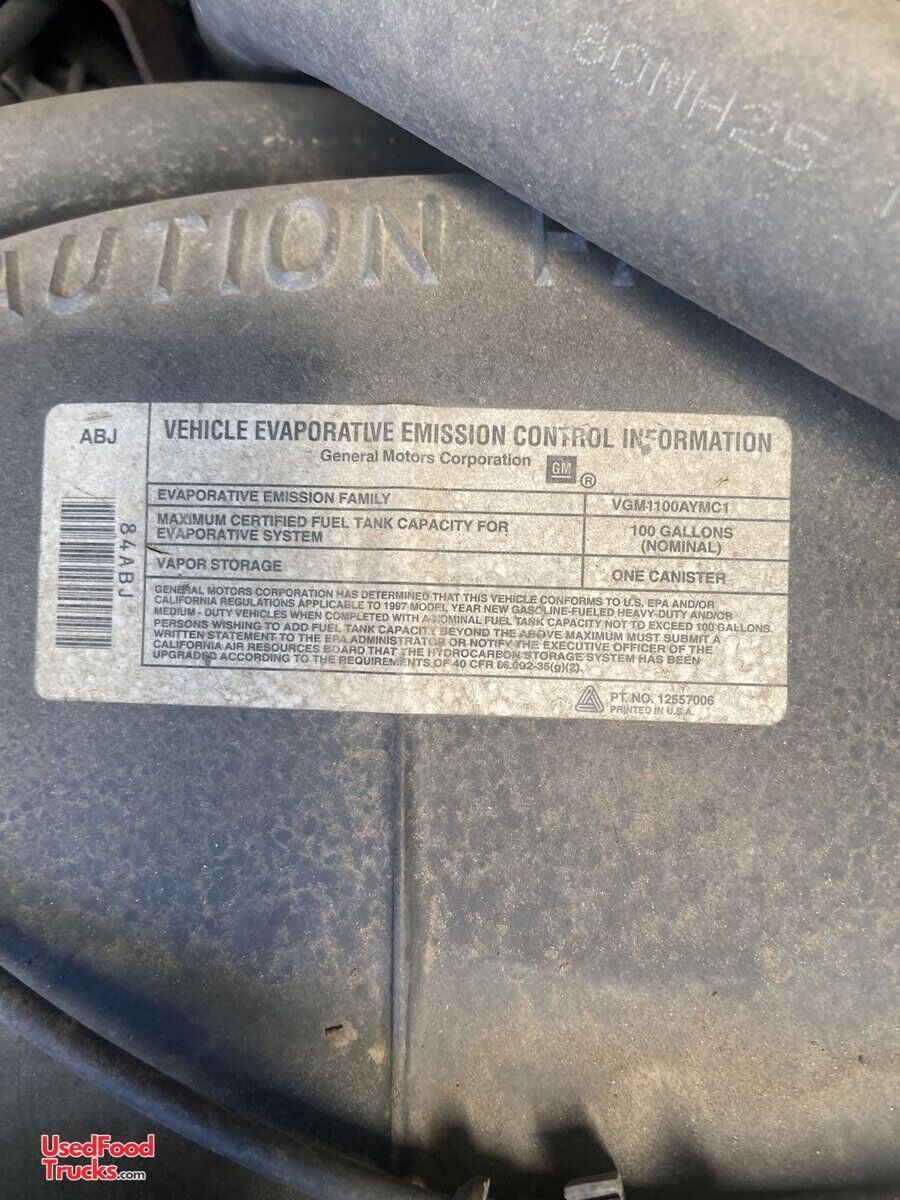 80MH25
AUTION
ABJ
84ABJ
VEHICLE EVAPORATIVE EMISSION CONTROL INFORMATION
General Motors Corporation GM ®
EVAPORATIVE EMISSION FAMILY VGM1100AYMC1
MAXIMUM CERTIFIED FUEL TANK CAPACITY FOR
EVAPORATIVE SYSTEM
100 GALLONS
(NOMINAL)
VAPOR STORAGE ONE CANISTER
GENERAL MOTORS CORPORATION HAS DETERMINED THAT THIS VEHICLE CONFORMS TO U.S. EPA AND/OR
CALIFORNIA REGULATIONS APPLICABLE TO 1997 MODEL YEAR NEW GASOLINE-FUELED HEAVY-DUTY AND/OR
MEDIUM - DUTY VEHICLES WHEN COMPLETED WITH A NOMINAL FUEL TANK CAPACITY NOT TO EXCEED 100 GALLONS.
PERSONS WISHING TO ADD FUEL TANK CAPACITY BEYOND THE ABOVE MAXIMUM MUST SUBMIT A
WRITTEN STATEMENT TO THE EPA ADMINISTRATOR OR NOTIFY THE EXECUTIVE OFFICER OF THE
CALIFORNIA AIR RESOURCES BOARD THAT THE HYDROCARBON STORAGE SYSTEM HAS BEEN
UPGRADED ACCORDING TO THE REQUIREMENTS OF 40 CFR 86.092-35(g)(2).
PT. NO. 12557006
PRINTED IN U.S.A.
UsedFood
Trucks.com